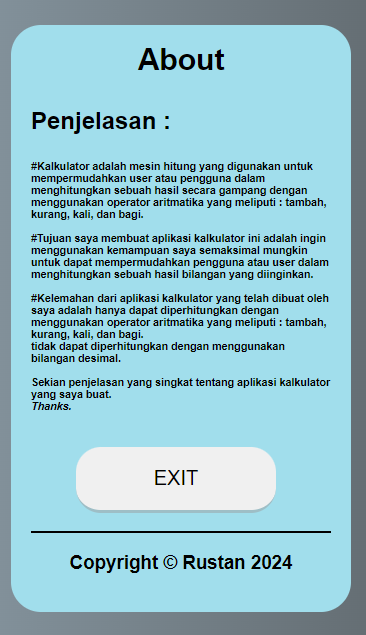 About
Penjelasan :
#Kalkulator adalah mesin hitung yang digunakan untuk
mempermudahkan user atau pengguna dalam
menghitungkan sebuah hasil secara gampang dengan
menggunakan operator aritmatika yang meliputi : tambah,
kurang, kali, dan bagi.
#Tujuan saya membuat aplikasi kalkulator ini adalah ingin
menggunakan kemampuan saya semaksimal mungkin
untuk dapat mempermudahkan pengguna atau user dalam
menghitungkan sebuah hasil bilangan yang diinginkan.
#Kelemahan dari aplikasi kalkulator yang telah dibuat oleh
saya adalah hanya dapat diperhitungkan dengan
menggunakan operator aritmatika yang meliputi : tambah,
kurang, kali, dan bagi.
tidak dapat diperhitungkan dengan menggunakan
bilangan desimal.
Sekian penjelasan yang singkat tentang aplikasi kalkulator
yang saya buat.
Thanks.
EXIT
Copyright © Rustan 2024